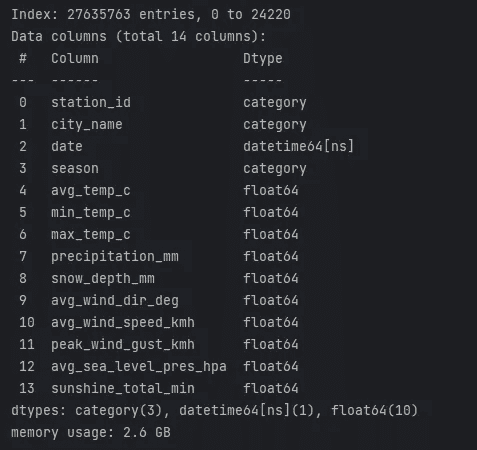 Index: 27635763 entries, 0 to 24220
Data columns (total 14 columns):
 #   Column                 Dtype
---  ------                 -----
 0   station_id             category
 1   city_name              category
 2   date                   datetime64[ns]
 3   season                 category
 4   avg_temp_c             float64
 5   min_temp_c             float64
 6   max_temp_c             float64
 7   precipitation_mm       float64
 8   snow_depth_mm          float64
 9   avg_wind_dir_deg       float64
 10  avg_wind_speed_kmh     float64
 11  peak_wind_gust_kmh     float64
 12  avg_sea_level_pres_hpa  float64
 13  sunshine_total_min     float64
dtypes: category(3), datetime64[ns](1), float64(10)
memory usage: 2.6 GB